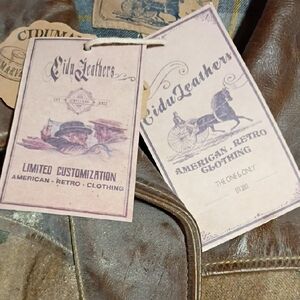 CIDUMA
Cidu Leathers
LIMITED CUSTOMIZATION
AMERICAN - RETRO - CLOTHING
Cidu Leathers
AMERICAN . RETRO
CLOTHING
THE ONE & ONLY